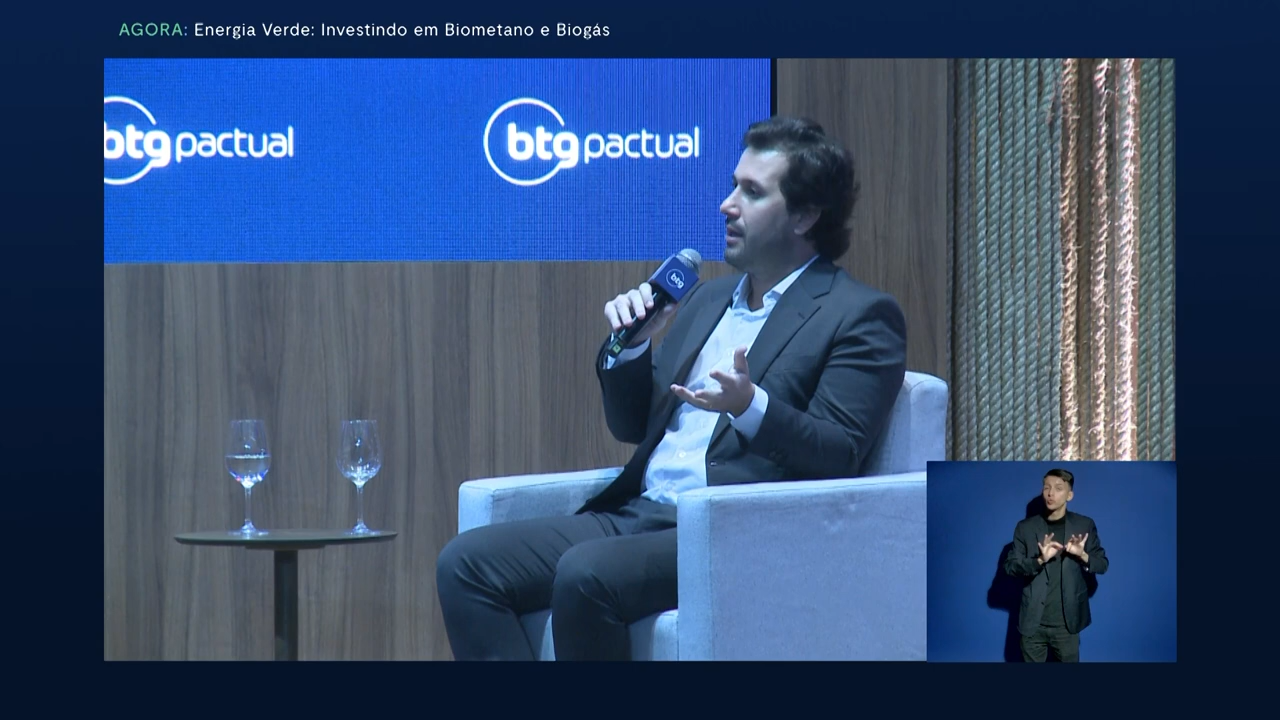 AGORA: Energia Verde: Investindo em Biometano e Biogás
btg pactual
btg pactual
btg